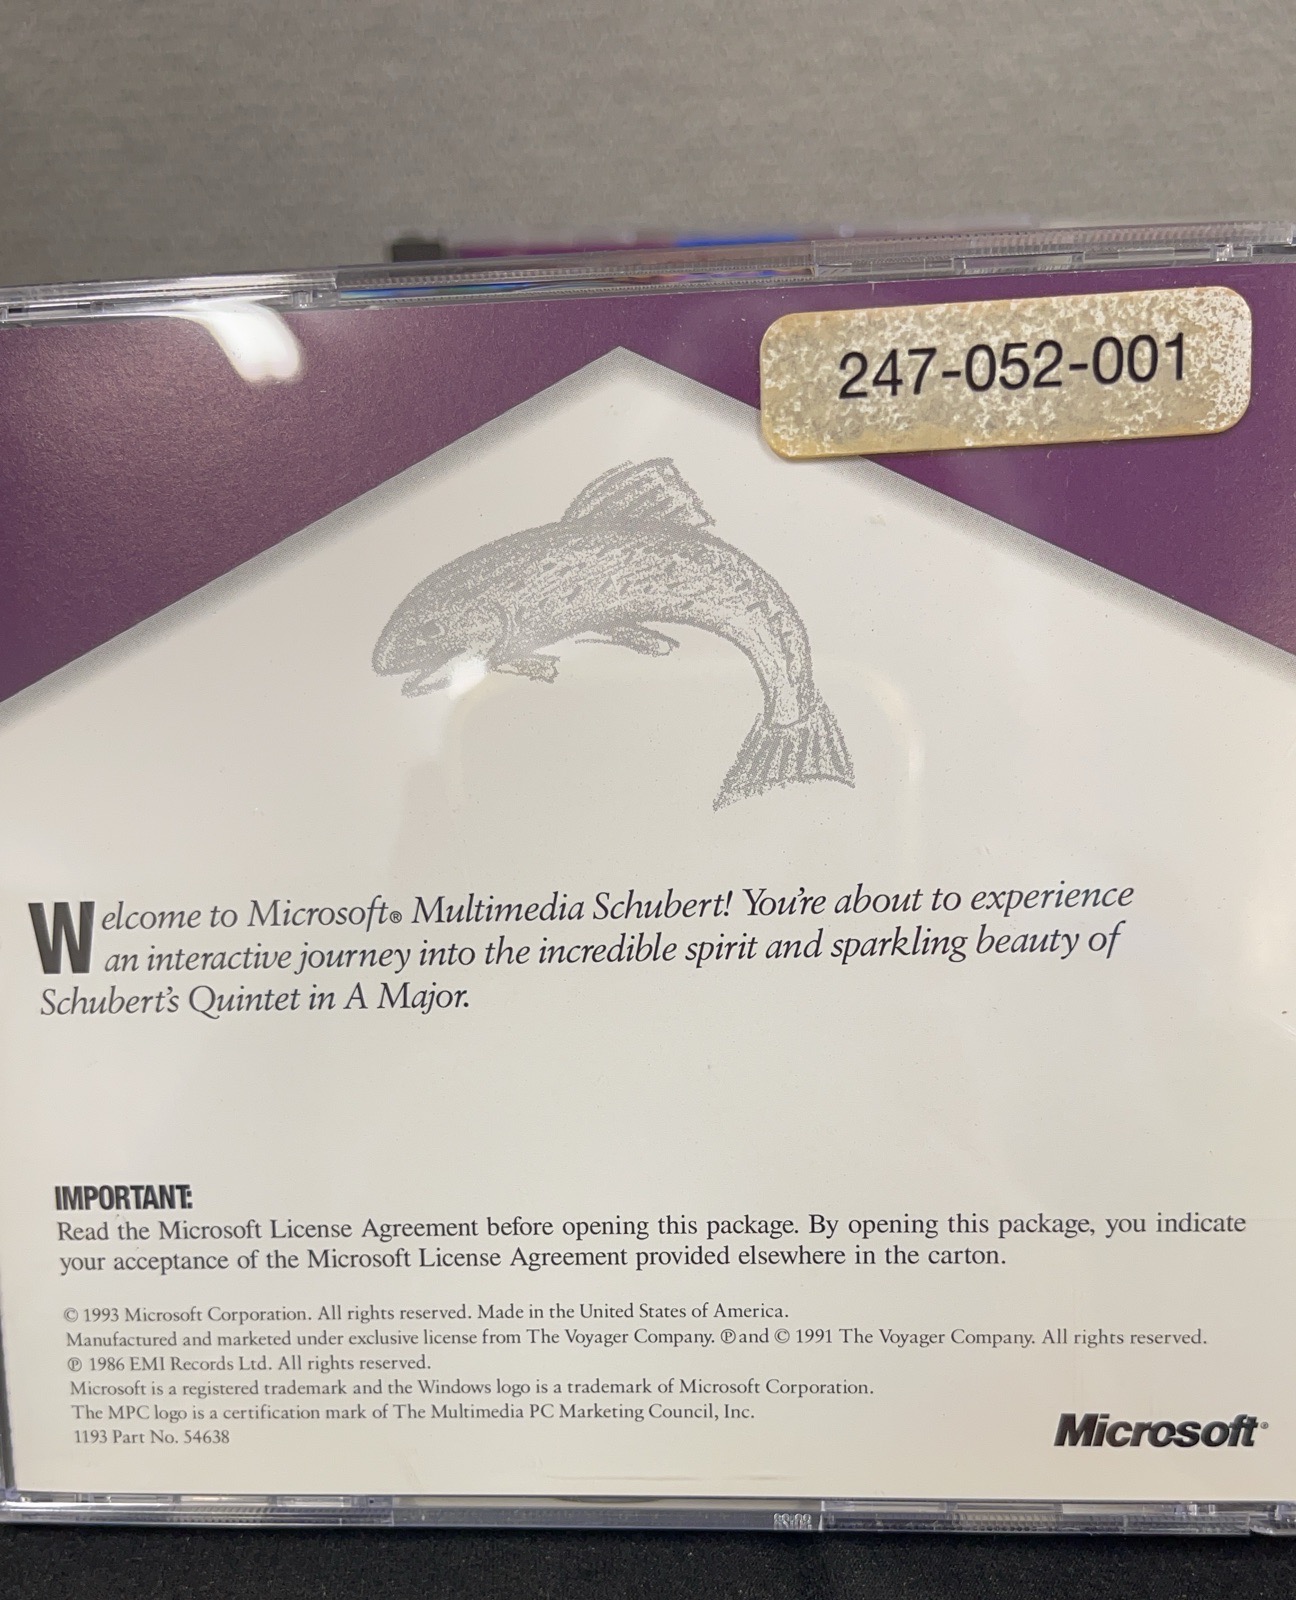 247-052-001
Welcome to Microsoft® Multimedia Schubert! You're about to experience
an interactive journey into the incredible spirit and sparkling beauty of
Schubert's Quintet in A Major.
IMPORTANT:
Read the Microsoft License Agreement before opening this package. By opening this package, you indicate
your acceptance of the Microsoft License Agreement provided elsewhere in the carton.
© 1993 Microsoft Corporation. All rights reserved. Made in the United States of America.
Manufactured and marketed under exclusive license from The Voyager Company. ℗ and © 1991 The Voyager Company. All rights reserved.
℗ 1986 EMI Records Ltd. All rights reserved.
Microsoft is a registered trademark and the Windows logo is a trademark of Microsoft Corporation.
The MPC logo is a certification mark of The Multimedia PC Marketing Council, Inc.
1193 Part No. 54638
Microsoft®